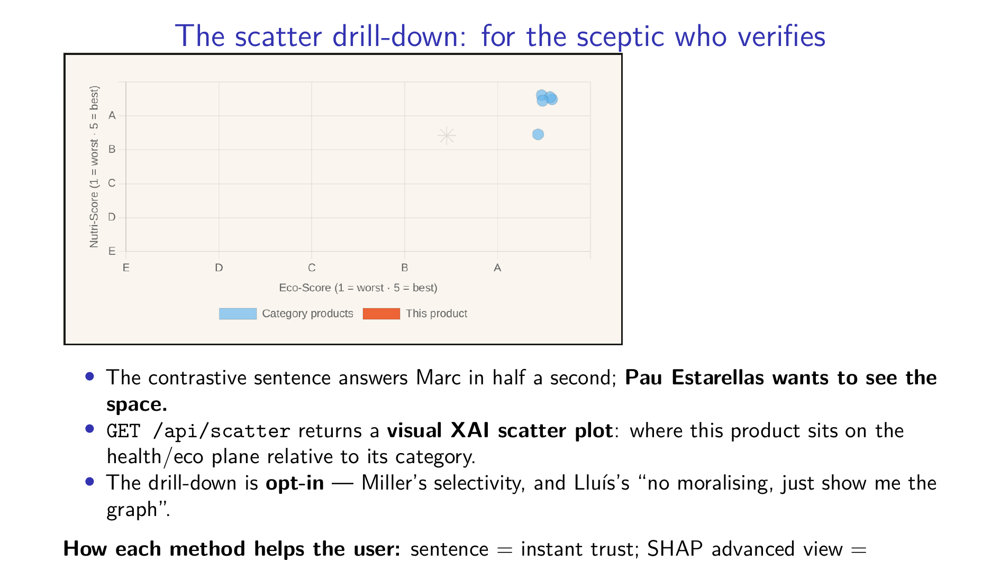 The scatter drill-down: for the sceptic who verifies
Nutri-Score (1 = worst · 5 = best)
A
B
C
D
E
E D C B A
Eco-Score (1 = worst · 5 = best)
Category products This product
• The contrastive sentence answers Marc in half a second; Pau Estarellas wants to see the
space.
• GET /api/scatter returns a visual XAI scatter plot: where this product sits on the
health/eco plane relative to its category.
• The drill-down is opt-in — Miller's selectivity, and Lluís's “no moralising, just show me the
graph”.
How each method helps the user: sentence = instant trust; SHAP advanced view =